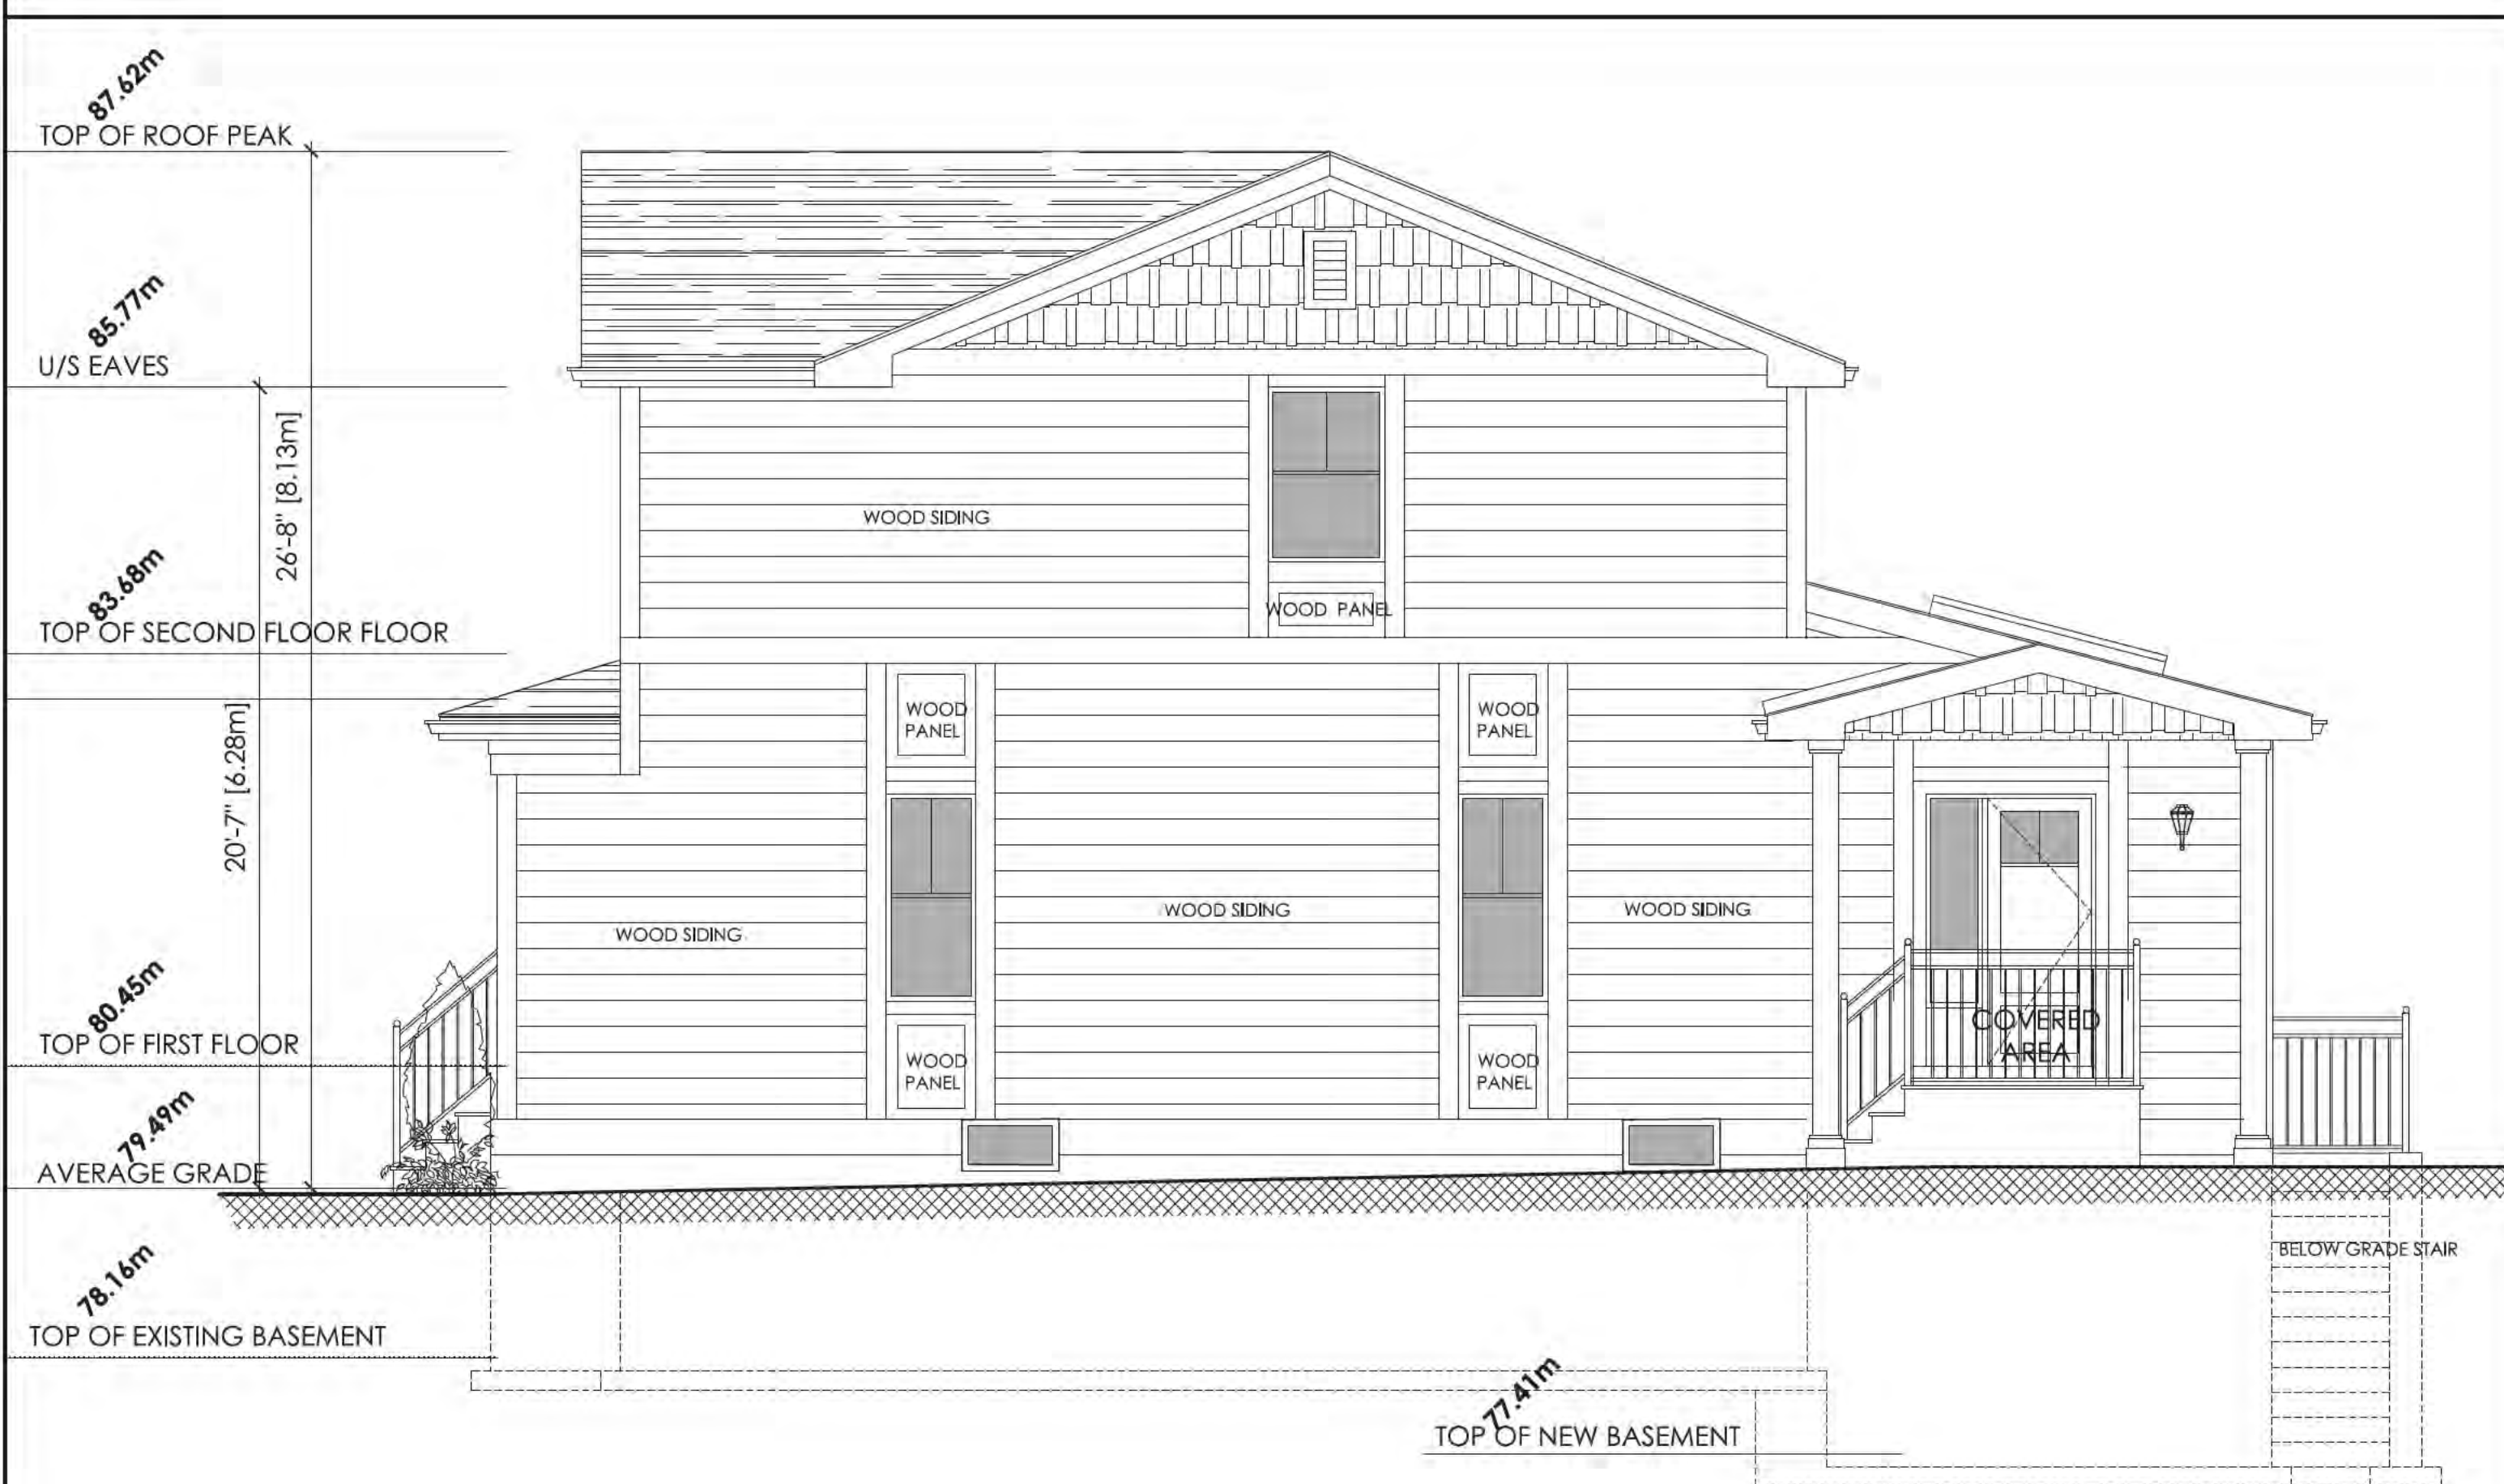 87.62m
TOP OF ROOF PEAK
85.77m
U/S EAVES
26'-8" [8.13m]
WOOD SIDING
83.68m
TOP OF SECOND FLOOR FLOOR
WOOD PANEL
20'-7" [6.28m]
WOOD
PANEL
WOOD
PANEL
WOOD SIDING
WOOD SIDING
WOOD SIDING
80.45m
TOP OF FIRST FLOOR
COVERED
AREA
WOOD
PANEL
WOOD
PANEL
79.49m
AVERAGE GRADE
BELOW GRADE STAIR
78.16m
TOP OF EXISTING BASEMENT
77.41m
TOP OF NEW BASEMENT